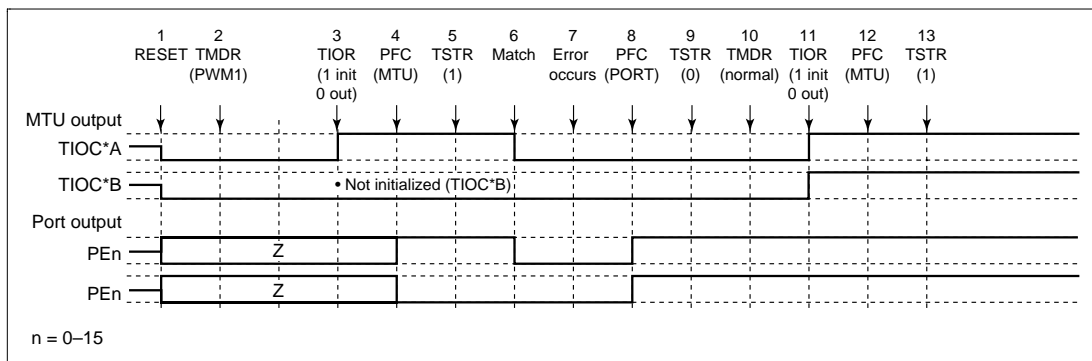 1 2 3 4 5 6 7 8 9 10 11 12 13
RESET TMDR TIOR PFC TSTR Match Error PFC TSTR TMDR TIOR PFC TSTR
(PWM1) (1 init (MTU) (1) occurs (PORT) (0) (normal) (1 init (MTU) (1)
0 out) 0 out)
MTU output
TIOC*A
TIOC*B
• Not initialized (TIOC*B)
Port output
PEn
Z
PEn
Z
n = 0–15